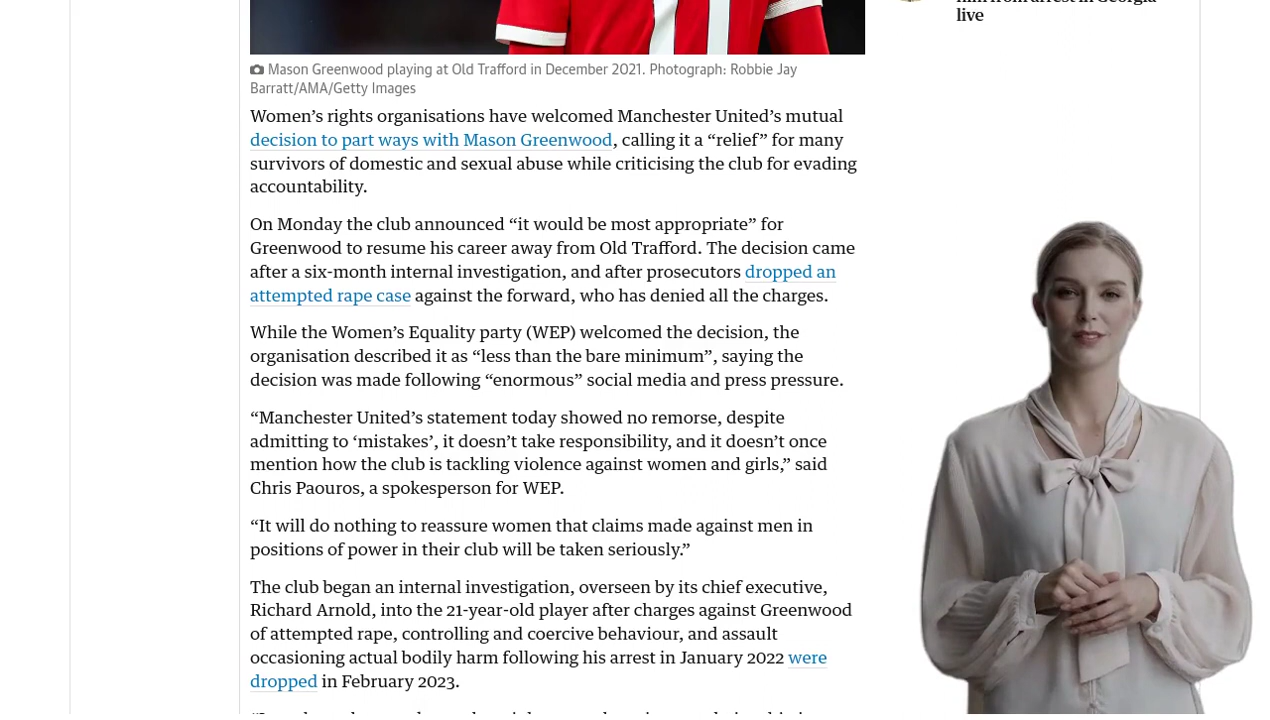 him from arrest in Georgia
live
Mason Greenwood playing at Old Trafford in December 2021. Photograph: Robbie Jay
Barratt/AMA/Getty Images
Women’s rights organisations have welcomed Manchester United’s mutual
decision to part ways with Mason Greenwood, calling it a “relief” for many
survivors of domestic and sexual abuse while criticising the club for evading
accountability.
On Monday the club announced “it would be most appropriate” for
Greenwood to resume his career away from Old Trafford. The decision came
after a six-month internal investigation, and after prosecutors dropped an
attempted rape case against the forward, who has denied all the charges.
While the Women’s Equality party (WEP) welcomed the decision, the
organisation described it as “less than the bare minimum”, saying the
decision was made following “enormous” social media and press pressure.
“Manchester United’s statement today showed no remorse, despite
admitting to ‘mistakes’, it doesn’t take responsibility, and it doesn’t once
mention how the club is tackling violence against women and girls,” said
Chris Paouros, a spokesperson for WEP.
“It will do nothing to reassure women that claims made against men in
positions of power in their club will be taken seriously.”
The club began an internal investigation, overseen by its chief executive,
Richard Arnold, into the 21-year-old player after charges against Greenwood
of attempted rape, controlling and coercive behaviour, and assault
occasioning actual bodily harm following his arrest in January 2022 were
dropped in February 2023.